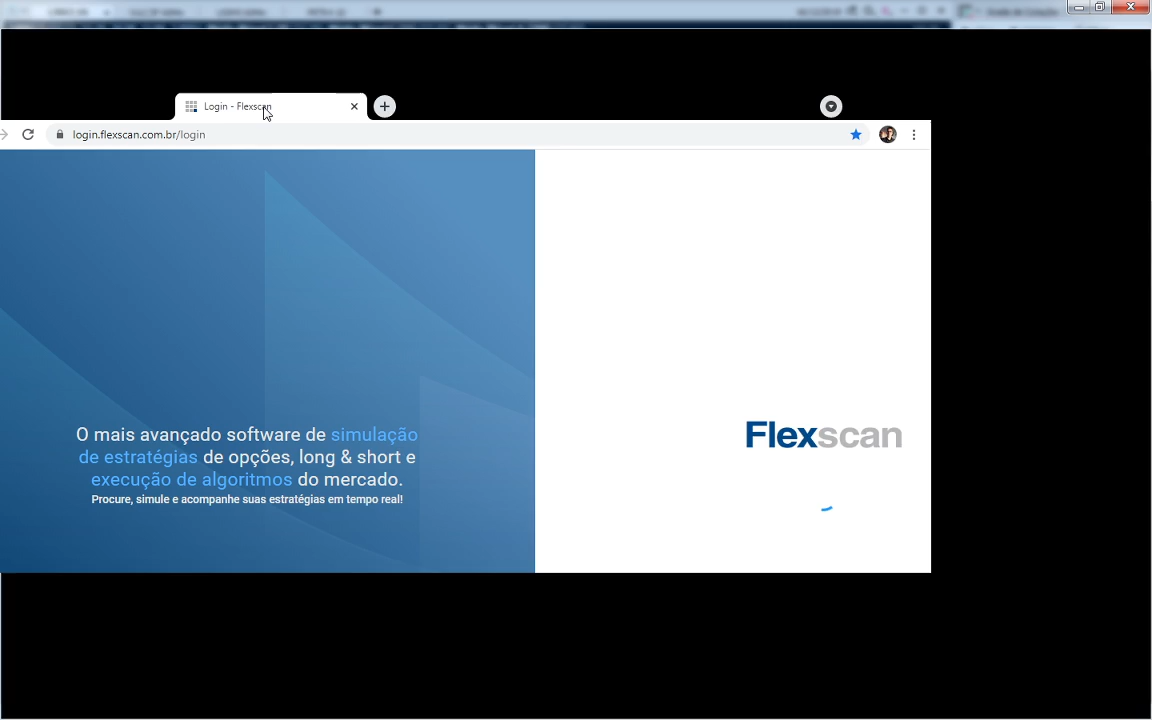 Login - Flexscan
login.flexscan.com.br/login
O mais avançado software de simulação
de estratégias de opções, long & short e
execução de algoritmos do mercado.
Procure, simule e acompanhe suas estratégias em tempo real!
Flexscan